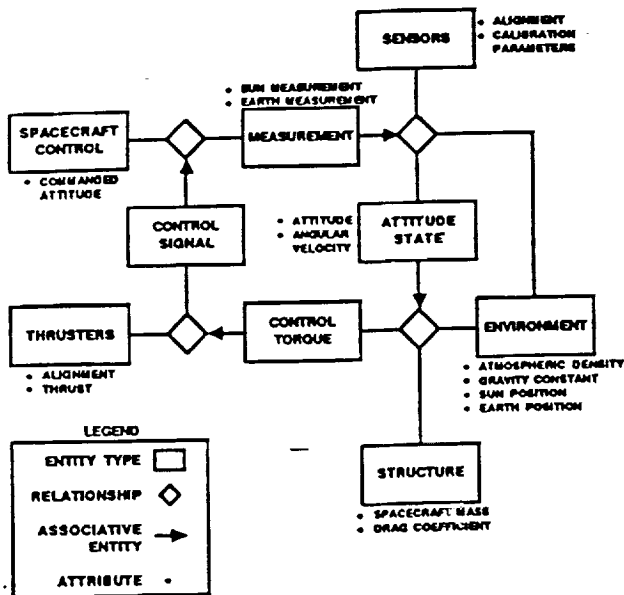 SENSORS
• ALIGNMENT
• CALIBRATION
PARAMETERS
• SUN MEASUREMENT
• EARTH MEASUREMENT
SPACECRAFT
CONTROL
MEASUREMENT
• COMMANDED
ATTITUDE
CONTROL
SIGNAL
• ATTITUDE
• ANGULAR
VELOCITY
ATTITUDE
STATE
THRUSTERS
CONTROL
TORQUE
ENVIRONMENT
• ALIGNMENT
• THRUST
• ATMOSPHERIC DENSITY
• GRAVITY CONSTANT
• SUN POSITION
• EARTH POSITION
LEGEND
ENTITY TYPE
RELATIONSHIP
ASSOCIATIVE
ENTITY
ATTRIBUTE •
STRUCTURE
• SPACECRAFT MASS
• DRAG COEFFICIENT